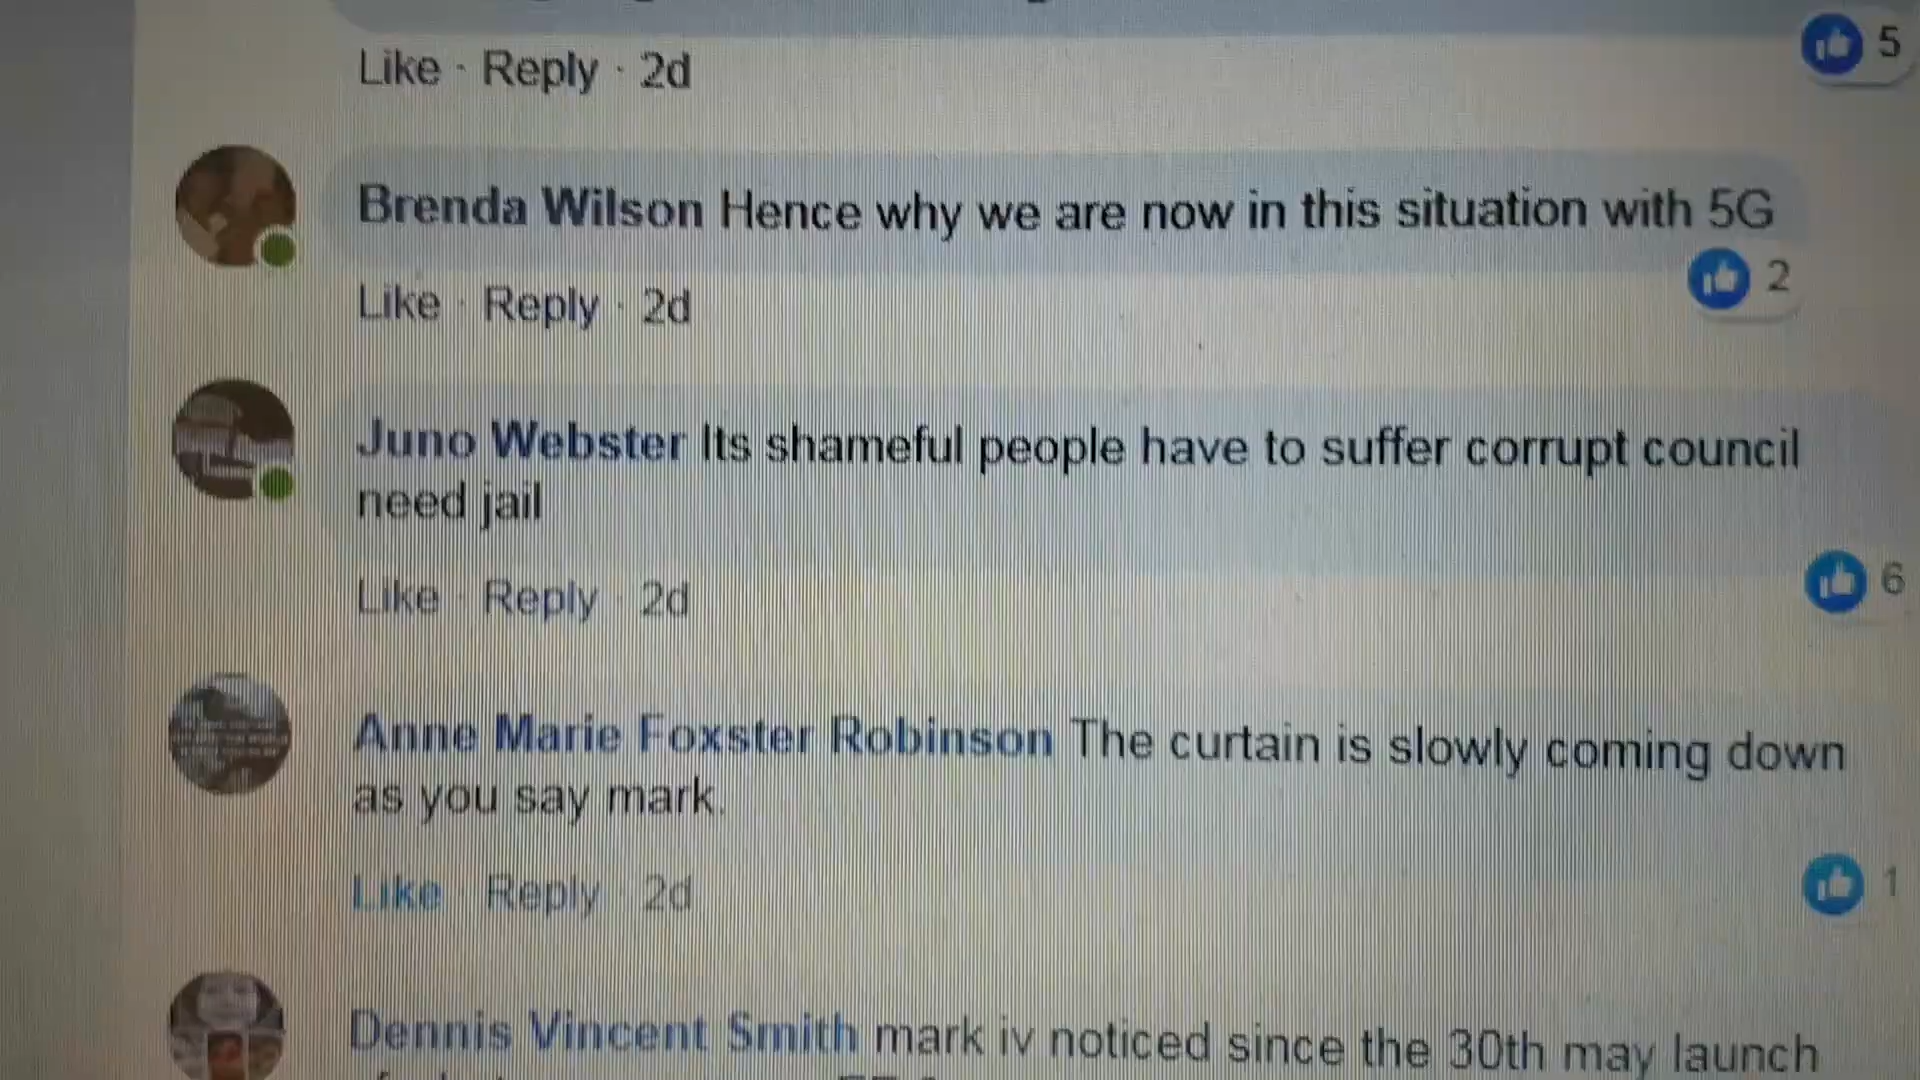 Like · Reply · 2d
5
Brenda Wilson Hence why we are now in this situation with 5G
2
Like · Reply · 2d
Juno Webster Its shameful people have to suffer corrupt council
need jail
6
Like · Reply · 2d
Anne Marie Foxster Robinson The curtain is slowly coming down
as you say mark.
Like · Reply · 2d
1
Dennis Vincent Smith mark iv noticed since the 30th may launch